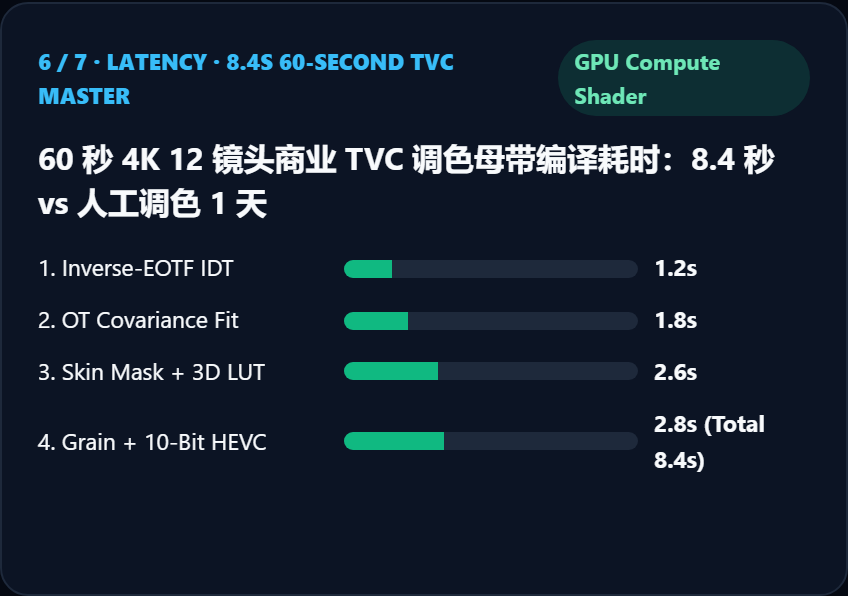 6 / 7 · LATENCY · 8.4S 60-SECOND TVC
MASTER
GPU Compute
Shader
60 秒 4K 12 镜头商业 TVC 调色母带编译耗时：8.4 秒
vs 人工调色 1 天
1. Inverse-EOTF IDT
1.2s
2. OT Covariance Fit
1.8s
3. Skin Mask + 3D LUT
2.6s
4. Grain + 10-Bit HEVC
2.8s (Total
8.4s)